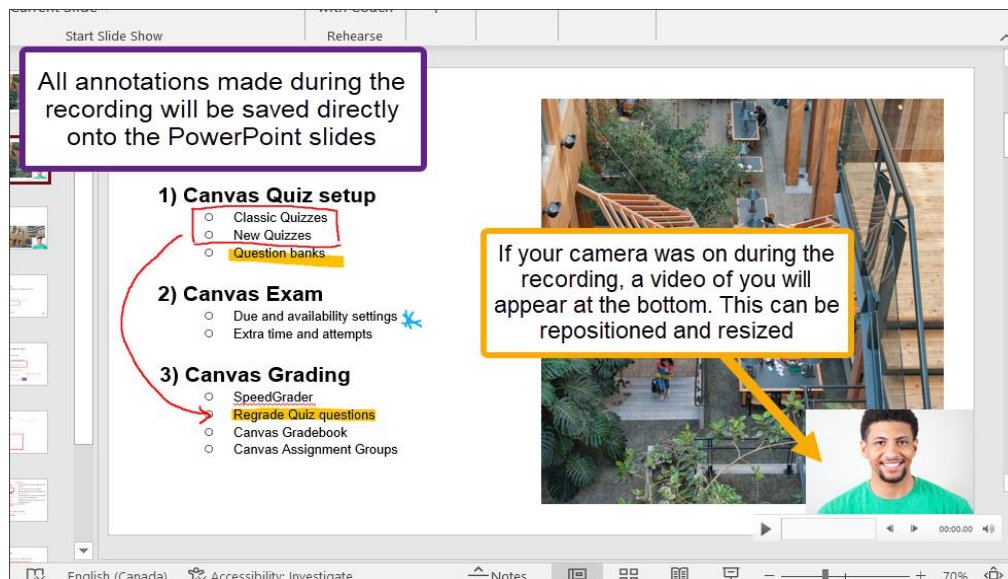 Start Slide Show
Rehearse
All annotations made during the
recording will be saved directly
onto the PowerPoint slides
1) Canvas Quiz setup
Classic Quizzes
New Quizzes
Question banks
2) Canvas Exam
Due and availability settings
Extra time and attempts
3) Canvas Grading
SpeedGrader
Regrade Quiz questions
Canvas Gradebook
Canvas Assignment Groups
If your camera was on during the
recording, a video of you will
appear at the bottom. This can be
repositioned and resized
00:00.00
English (Canada) Accessibility: Investigate Notes 70%